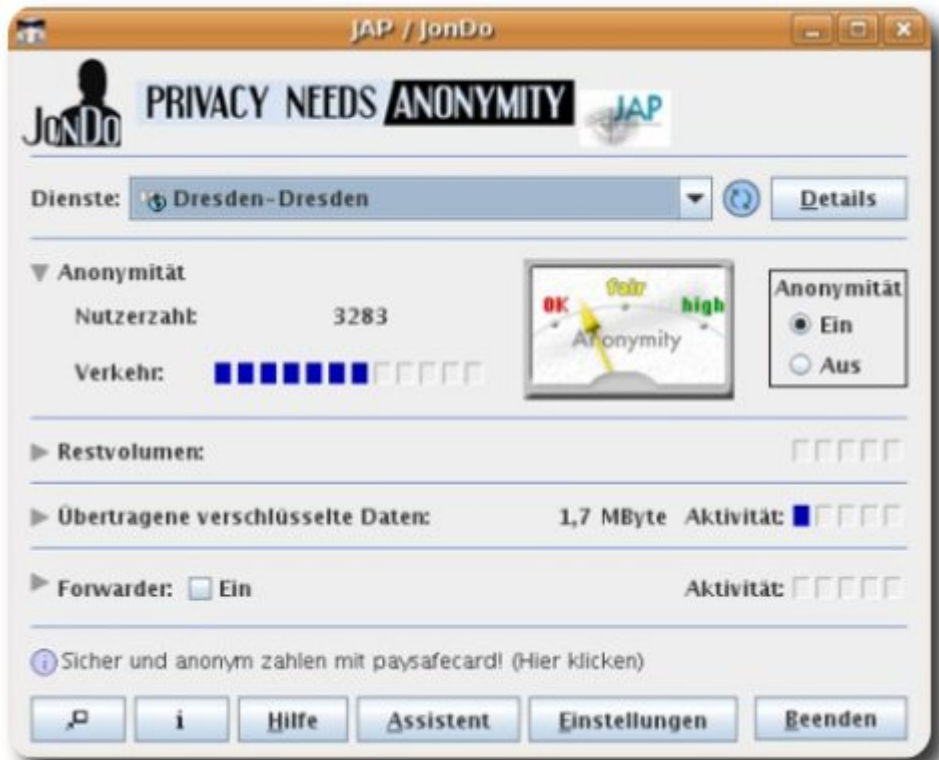 JAP / JonDo
JONDO PRIVACY NEEDS ANONYMITY JAP
Dienste: Dresden-Dresden Details
Anonymität
Nutzerzahl: 3283
Verkehr:
OK fair high
Anonymity
Anonymität
Ein
Aus
Restvolumen:
Übertragene verschlüsselte Daten: 1,7 MByte Aktivität:
Forwarder: Ein Aktivität:
i Sicher und anonym zahlen mit paysafecard! (Hier klicken)
i Hilfe Assistent Einstellungen Beenden